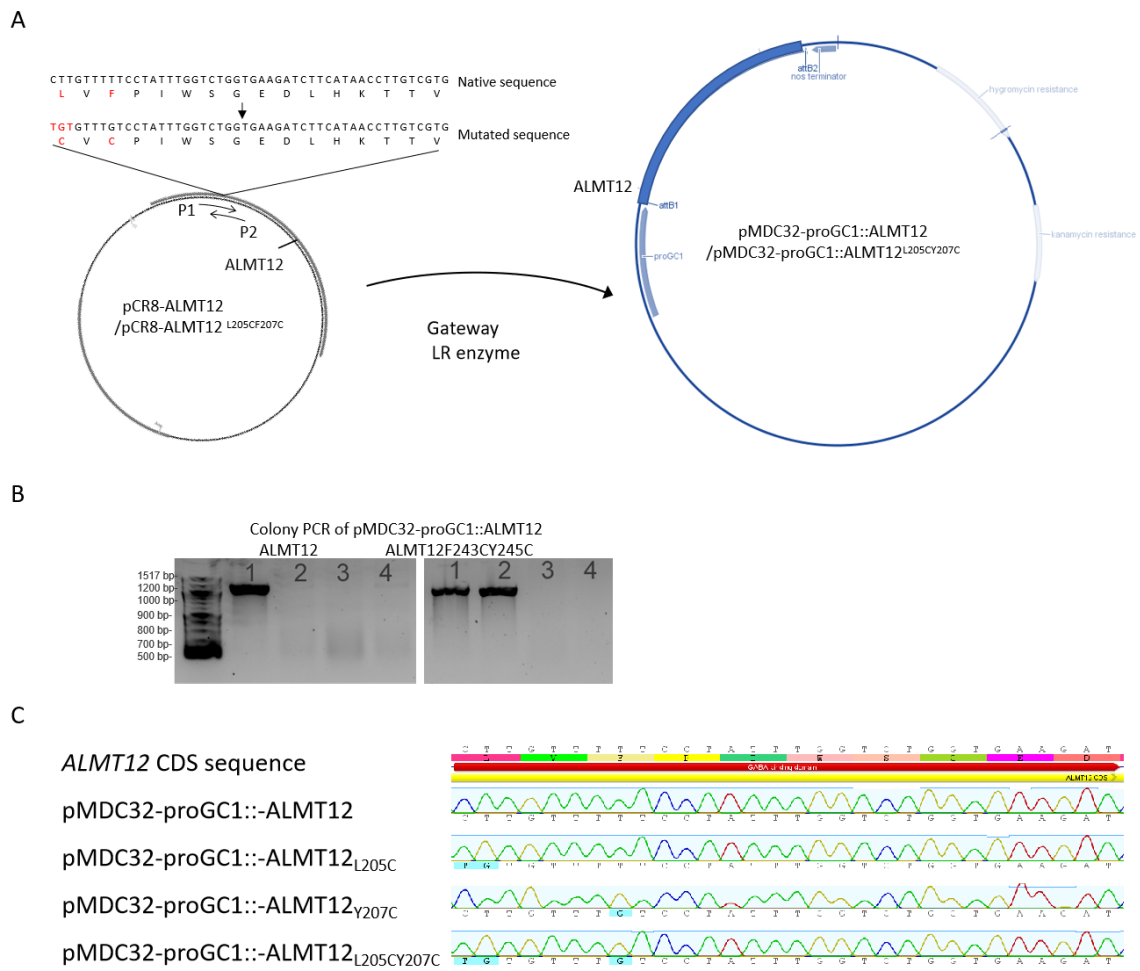 A
CTTGTTTTTCCTATTTGGTCTGGTGAAGATCTTCATAACCTTGTCGTG Native sequence
L V F P I W S G E D L H K T T V
TGTGTTTGTCCTATTTGGTCTGGTGAAGATCTTCATAACCTTGTCGTG Mutated sequence
C V C P I W S G E D L H K T T V
P1
P2
ALMT12
pCR8-ALMT12
/pCR8-ALMT12 L205CF207C
Gateway
LR enzyme
attB2
nos terminator
hygromycin resistance
ALMT12
attB1
kanamycin resistance
proGC1
pMDC32-proGC1::ALMT12
/pMDC32-proGC1::ALMT12L205CY207C
B
Colony PCR of pMDC32-proGC1::ALMT12
ALMT12 ALMT12F243CY245C
1 2 3 4 1 2 3 4
1517 bp-
1200 bp-
1000 bp-
900 bp-
800 bp-
700 bp-
500 bp-
C
ALMT12 CDS sequence
GABA binding domain
ALMT12 CDS
pMDC32-proGC1::-ALMT12
pMDC32-proGC1::-ALMT12L205C
pMDC32-proGC1::-ALMT12Y207C
pMDC32-proGC1::-ALMT12L205CY207C